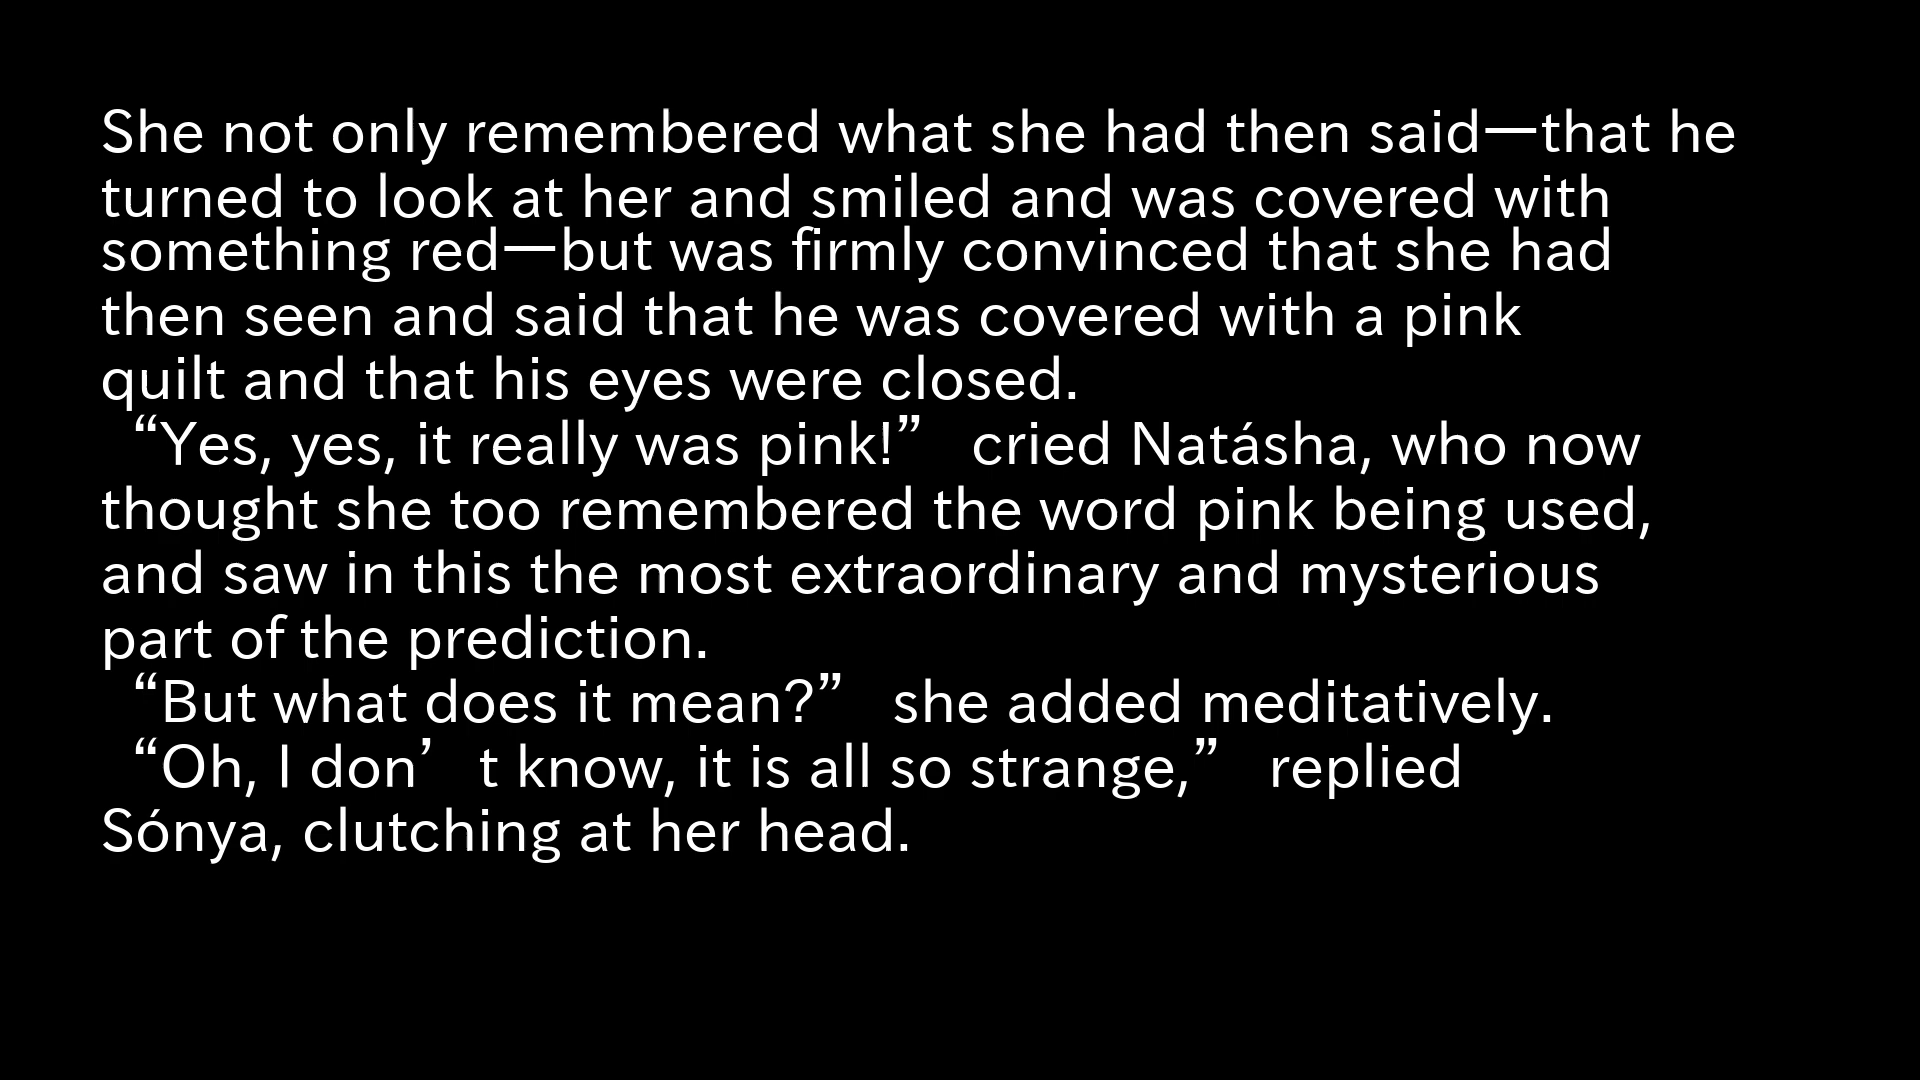 She not only remembered what she had then said—that he
turned to look at her and smiled and was covered with
something red—but was firmly convinced that she had
then seen and said that he was covered with a pink
quilt and that his eyes were closed.
“Yes, yes, it really was pink!” cried Natásha, who now
thought she too remembered the word pink being used,
and saw in this the most extraordinary and mysterious
part of the prediction.
“But what does it mean?” she added meditatively.
“Oh, I don’t know, it is all so strange,” replied
Sónya, clutching at her head.